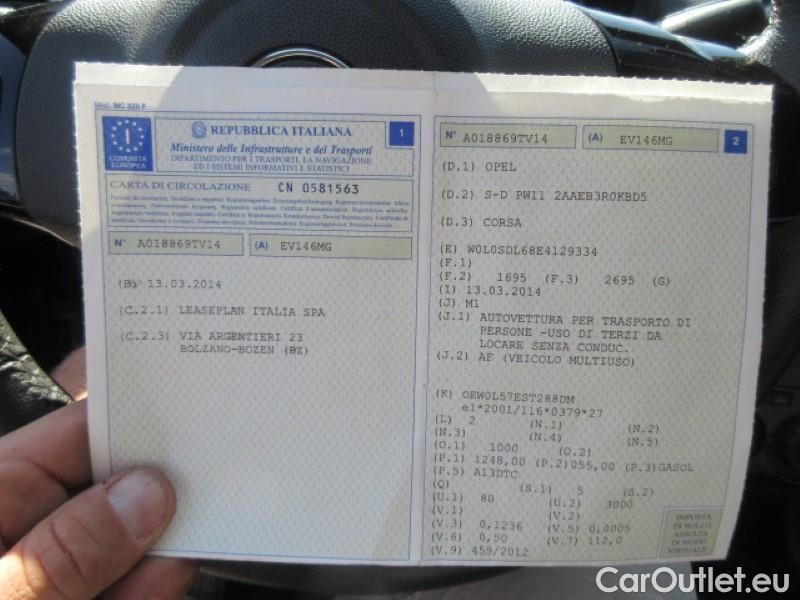 Mod. MC 820 F
REPUBBLICA ITALIANA
1
Ministero delle Infrastrutture e dei Trasporti
DIPARTIMENTO PER I TRASPORTI, LA NAVIGAZIONE
ED I SISTEMI INFORMATIVI E STATISTICI
i
COMUNITÀ
EUROPEA
CARTA DI CIRCOLAZIONE CN 0581563
N° A018869TV14 (A) EV146MG
(B) 13.03.2014
(C.2.1) LEASEPLAN ITALIA SPA
(C.2.3) VIA ARGENTIERI 23
BOLZANO-BOZEN (BZ)
N° A018869TV14 (A) EV146MG 2
(D.1) OPEL
(D.2) S-D PW11 2AAEB3R0KBD5
(D.3) CORSA
(E) W0L0SDL68E4129334
(F.1)
(F.2) 1695 (F.3) 2695 (G)
(I) 13.03.2014
(J) M1
(J.1) AUTOVETTURA PER TRASPORTO DI
PERSONE -USO DI TERZI DA
LOCARE SENZA CONDUC.
(J.2) AF (VEICOLO MULTIUSO)
(K) OEW0L57EST288DM
e1*2001/116*0379*27
(L) 2 (N.1) (N.2)
(N.3) (N.4) (N.5)
(O.1) 1000 (O.2)
(P.1) 1248,00 (P.2)055,00 (P.3)GASOL
(P.5) A13DTC
(Q) (S.1) 5 (S.2)
(U.1) 80 (U.2) 3000
(V.1) (V.2)
(V.3) 0,1236 (V.5) 0,0005
(V.6) 0,50 (V.7) 112,0
(V.9) 459/2012
IMPOSTA
DI BOLLO
ASSOLTA
IN MODO
VIRTUALE
CarOutlet.eu